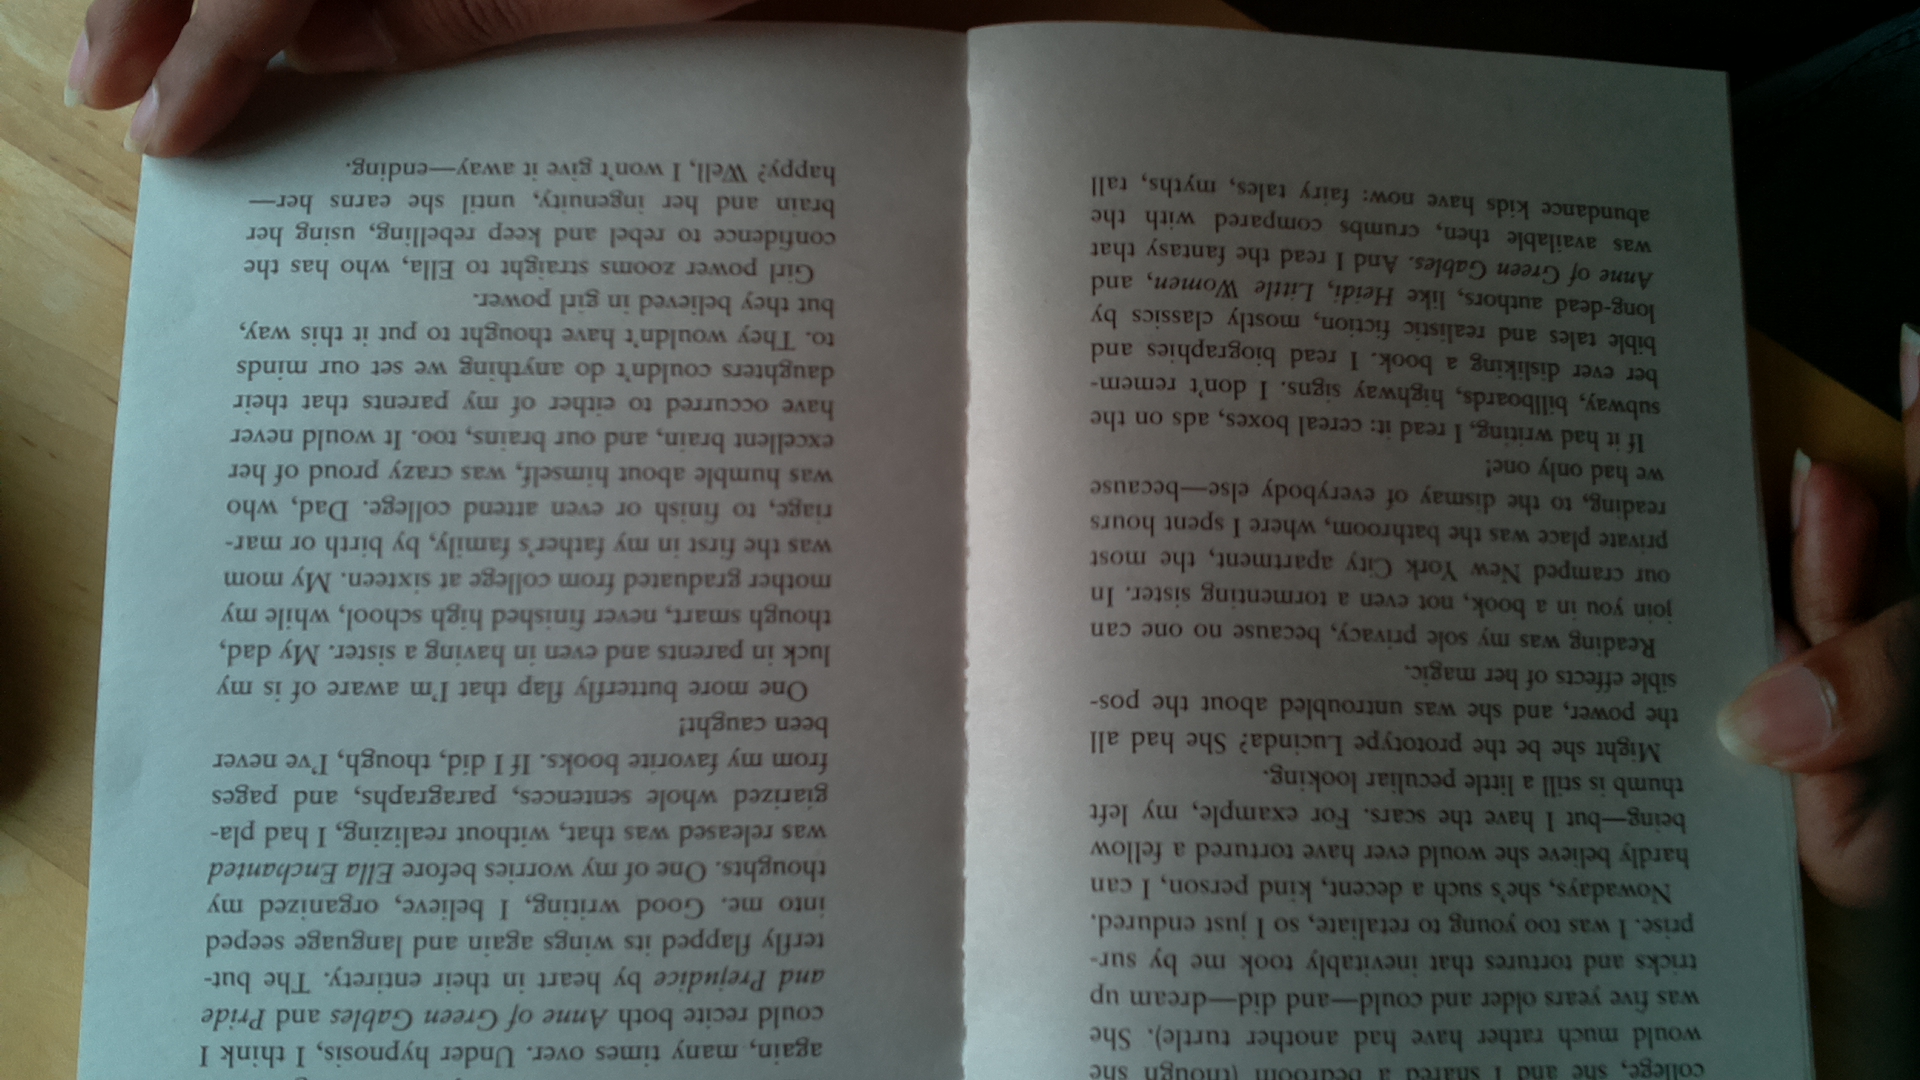 college, she and I shared a bedroom (though she
would much rather have had another turtle). She
was five years older and could—and did—dream up
tricks and tortures that inevitably took me by sur-
prise. I was too young to retaliate, so I just endured.
Nowadays, she's such a decent, kind person, I can
hardly believe she would ever have tortured a fellow
being—but I have the scars. For example, my left
thumb is still a little peculiar looking.
Might she be the prototype Lucinda? She had all
the power, and she was untroubled about the pos-
sible effects of her magic.
Reading was my sole privacy, because no one can
join you in a book, not even a tormenting sister. In
our cramped New York City apartment, the most
private place was the bathroom, where I spent hours
reading, to the dismay of everybody else—because
we had only one!
If it had writing, I read it: cereal boxes, ads on the
subway, billboards, highway signs. I don't remem-
ber ever disliking a book. I read biographies and
bible tales and realistic fiction, mostly classics by
long-dead authors, like Heidi, Little Women, and
Anne of Green Gables. And I read the fantasy that
was available then, crumbs compared with the
abundance kids have now: fairy tales, myths, tall
again, many times over. Under hypnosis, I think I
could recite both Anne of Green Gables and Pride
and Prejudice by heart in their entirety. The but-
terfly flapped its wings again and language seeped
into me. Good writing, I believe, organized my
thoughts. One of my worries before Ella Enchanted
was released was that, without realizing, I had pla-
giarized whole sentences, paragraphs, and pages
from my favorite books. If I did, though, I've never
been caught!
One more butterfly flap that I'm aware of is my
luck in parents and even in having a sister. My dad,
though smart, never finished high school, while my
mother graduated from college at sixteen. My mom
was the first in my father's family, by birth or mar-
riage, to finish or even attend college. Dad, who
was humble about himself, was crazy proud of her
excellent brain, and our brains, too. It would never
have occurred to either of my parents that their
daughters couldn't do anything we set our minds
to. They wouldn't have thought to put it this way,
but they believed in girl power.
Girl power zooms straight to Ella, who has the
confidence to rebel and keep rebelling, using her
brain and her ingenuity, until she earns her—
happy? Well, I won't give it away—ending.